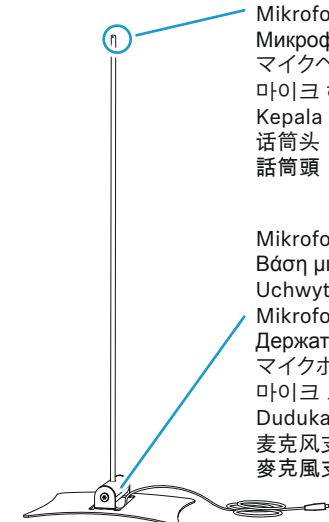 Mikrofo
Микроф
マイクヘ
마이크
Kepala
话筒头
話筒頭
Mikrofo
Βάση μι
Uchwyt
Mikrofo
Держат
マイクホ
마이크
Duduka
麦克风支
麥克風支